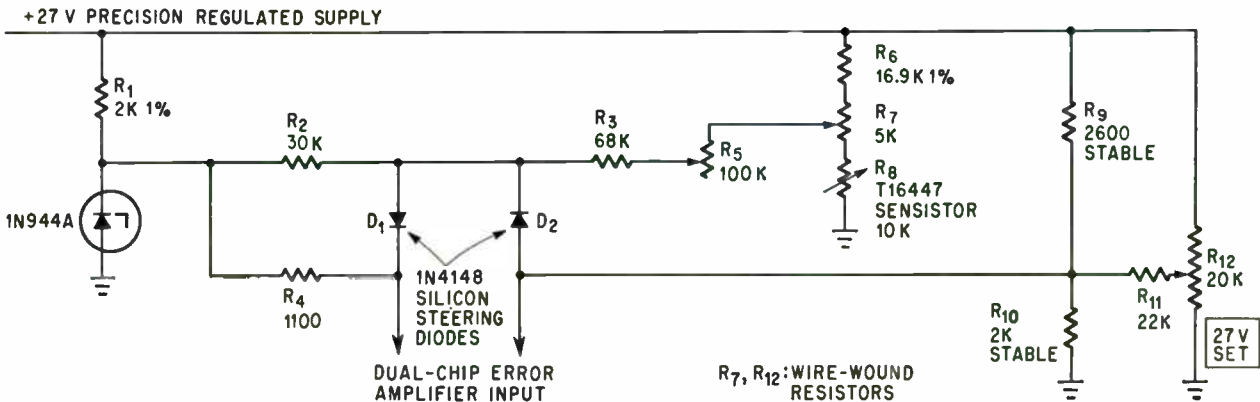 +27 V PRECISION REGULATED SUPPLY
R1
2K 1%
R2
30K
R3
68K
R5
100K
R6
16.9K 1%
R7
5K
R8
T16447
SENSISTOR
10K
R9
2600
STABLE
1N944A
D1
D2
R4
1100
1N4148
SILICON
STEERING
DIODES
R10
2K
STABLE
R11
22K
R12
20K
27V
SET
DUAL-CHIP ERROR
AMPLIFIER INPUT
R7, R12: WIRE-WOUND
RESISTORS